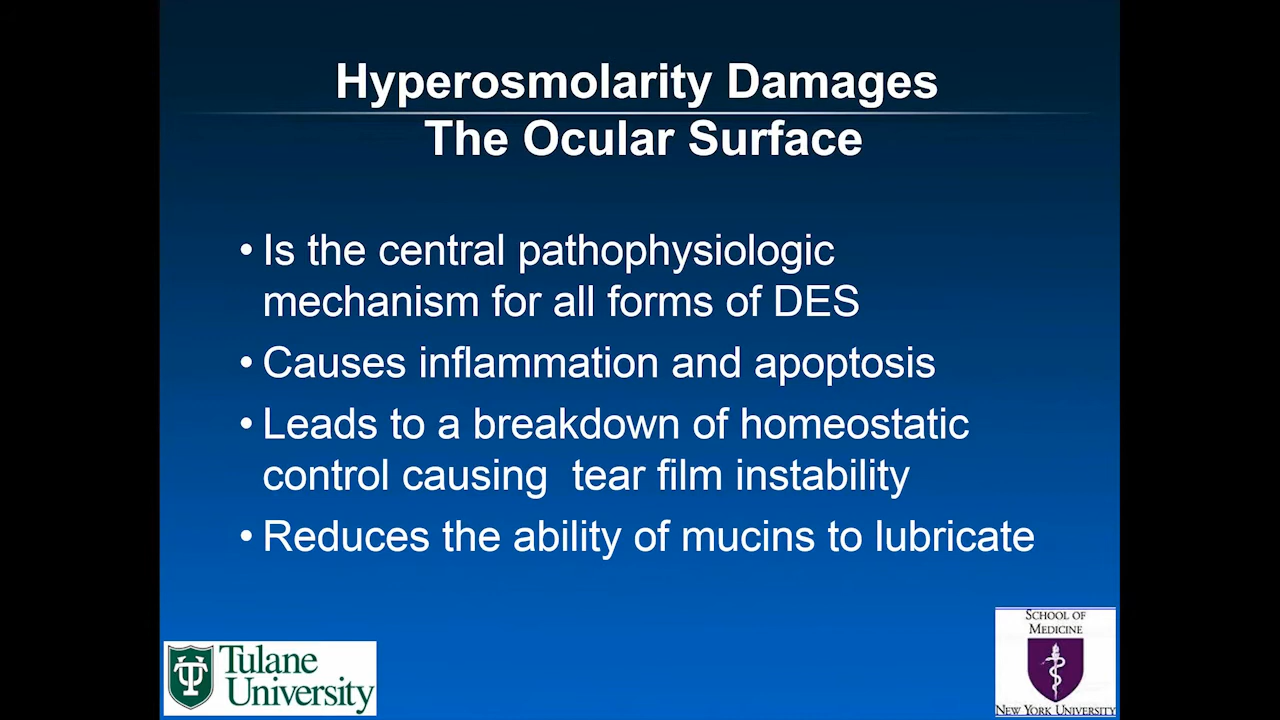 Hyperosmolarity Damages
The Ocular Surface
• Is the central pathophysiologic
mechanism for all forms of DES
• Causes inflammation and apoptosis
• Leads to a breakdown of homeostatic
control causing  tear film instability
• Reduces the ability of mucins to lubricate
Tulane
University
SCHOOL OF
MEDICINE
NEW YORK UNIVERSITY